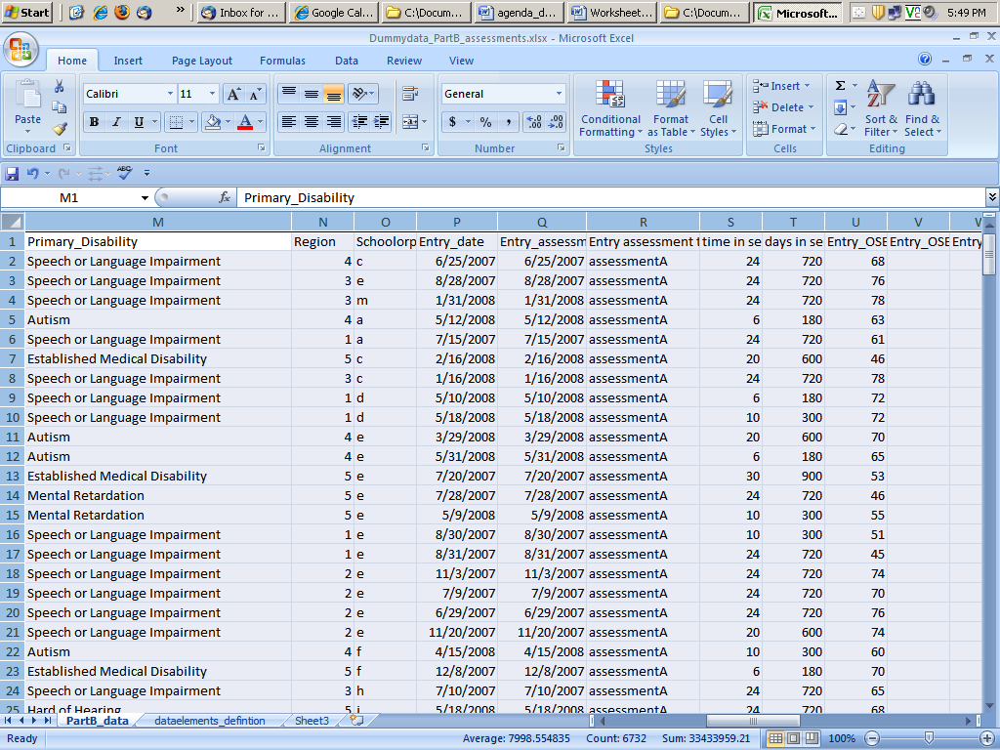 Start » Inbox for ... Google Cal... C:\Docum... agenda_d... Worksheet... C:\Docum... Microsoft... 5:49 PM
Dummydata_PartB_assessments.xlsx - Microsoft Excel
Home Insert Page Layout Formulas Data Review View
Calibri 11 General Insert Σ
Paste B I U $ % , Conditional Formatting Format as Table Cell Styles Delete Format Sort & Filter Find & Select
Clipboard Font Alignment Number Styles Cells Editing
M1 fx Primary_Disability
M N O P Q R S T U V W
1 Primary_Disability Region Schoolorp Entry_date Entry_assessm Entry assessment t time in se days in se Entry_OSE Entry_OSE Entry
2 Speech or Language Impairment 4 c 6/25/2007 6/25/2007 assessmentA 24 720 68
3 Speech or Language Impairment 3 e 8/28/2007 8/28/2007 assessmentA 24 720 76
4 Speech or Language Impairment 3 m 1/31/2008 1/31/2008 assessmentA 24 720 78
5 Autism 4 a 5/12/2008 5/12/2008 assessmentA 6 180 63
6 Speech or Language Impairment 1 a 7/15/2007 7/15/2007 assessmentA 24 720 61
7 Established Medical Disability 5 c 2/16/2008 2/16/2008 assessmentA 20 600 46
8 Speech or Language Impairment 3 c 1/16/2008 1/16/2008 assessmentA 24 720 78
9 Speech or Language Impairment 1 d 5/10/2008 5/10/2008 assessmentA 6 180 72
10 Speech or Language Impairment 1 d 5/18/2008 5/18/2008 assessmentA 10 300 72
11 Autism 4 e 3/29/2008 3/29/2008 assessmentA 20 600 70
12 Autism 4 e 5/31/2008 5/31/2008 assessmentA 6 180 65
13 Established Medical Disability 5 e 7/20/2007 7/20/2007 assessmentA 30 900 53
14 Mental Retardation 5 e 7/28/2007 7/28/2007 assessmentA 24 720 46
15 Mental Retardation 5 e 5/9/2008 5/9/2008 assessmentA 10 300 55
16 Speech or Language Impairment 1 e 8/30/2007 8/30/2007 assessmentA 10 300 51
17 Speech or Language Impairment 1 e 8/31/2007 8/31/2007 assessmentA 24 720 45
18 Speech or Language Impairment 2 e 11/3/2007 11/3/2007 assessmentA 24 720 74
19 Speech or Language Impairment 2 e 7/9/2007 7/9/2007 assessmentA 24 720 70
20 Speech or Language Impairment 2 e 6/29/2007 6/29/2007 assessmentA 24 720 76
21 Speech or Language Impairment 2 e 11/20/2007 11/20/2007 assessmentA 20 600 74
22 Autism 4 f 4/15/2008 4/15/2008 assessmentA 10 300 60
23 Established Medical Disability 5 f 12/8/2007 12/8/2007 assessmentA 6 180 70
24 Speech or Language Impairment 3 h 7/10/2007 7/10/2007 assessmentA 24 720 65
25 Hard of Hearing 5 i 5/18/2008 5/18/2008 assessmentA 24 720 68
PartB_data dataelements_defintion Sheet3
Ready Average: 7998.554835 Count: 6732 Sum: 33433959.21 100%